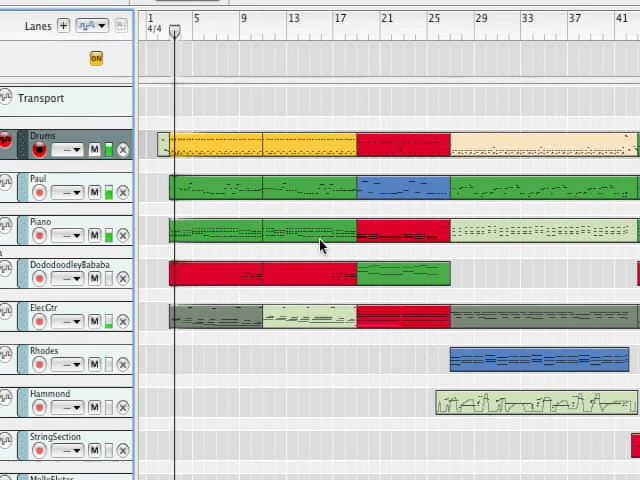 Lanes +
1 5 9 13 17 21 25 29 33 37 41
4/4
ON
Transport
Drums
— M
Paul
— M
Piano
— M
a
DododoodleyBababa
— M
ElecGtr
— M
Rhodes
— M
Hammond
— M
StringSection
— M